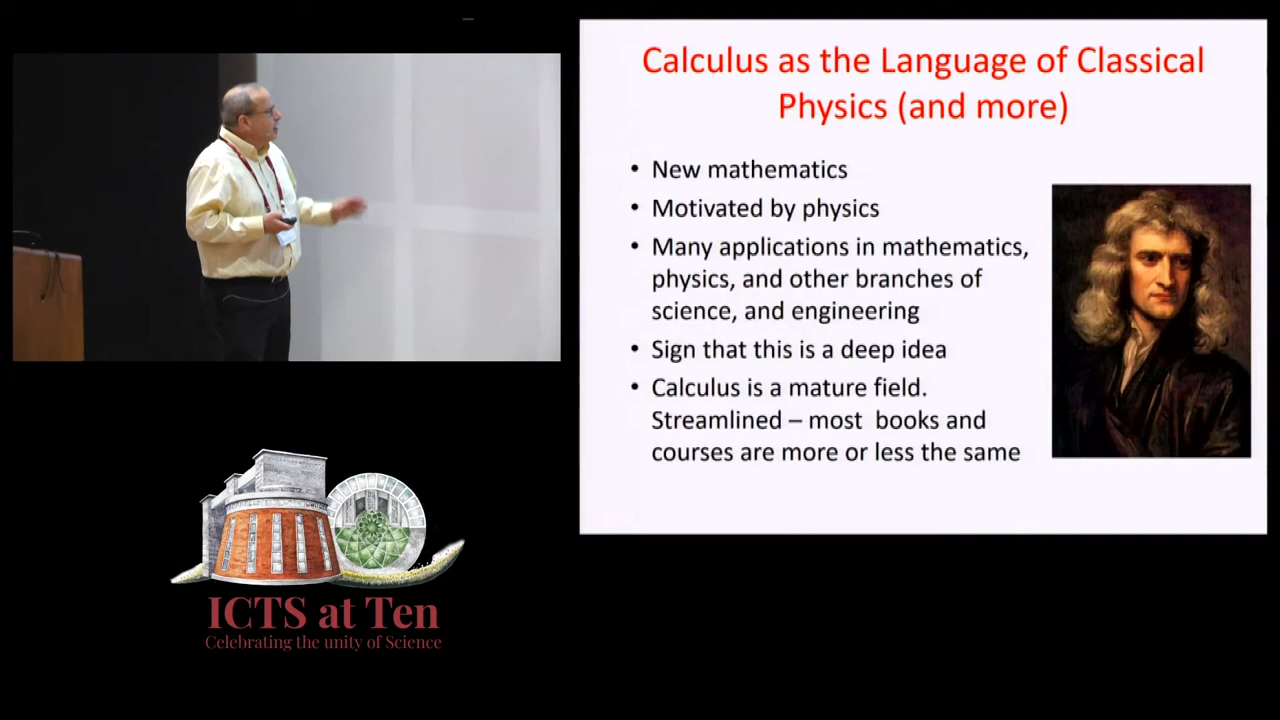 Calculus as the Language of Classical
Physics (and more)
• New mathematics
• Motivated by physics
• Many applications in mathematics,
physics, and other branches of
science, and engineering
• Sign that this is a deep idea
• Calculus is a mature field.
Streamlined – most books and
courses are more or less the same
ICTS at Ten
Celebrating the unity of Science